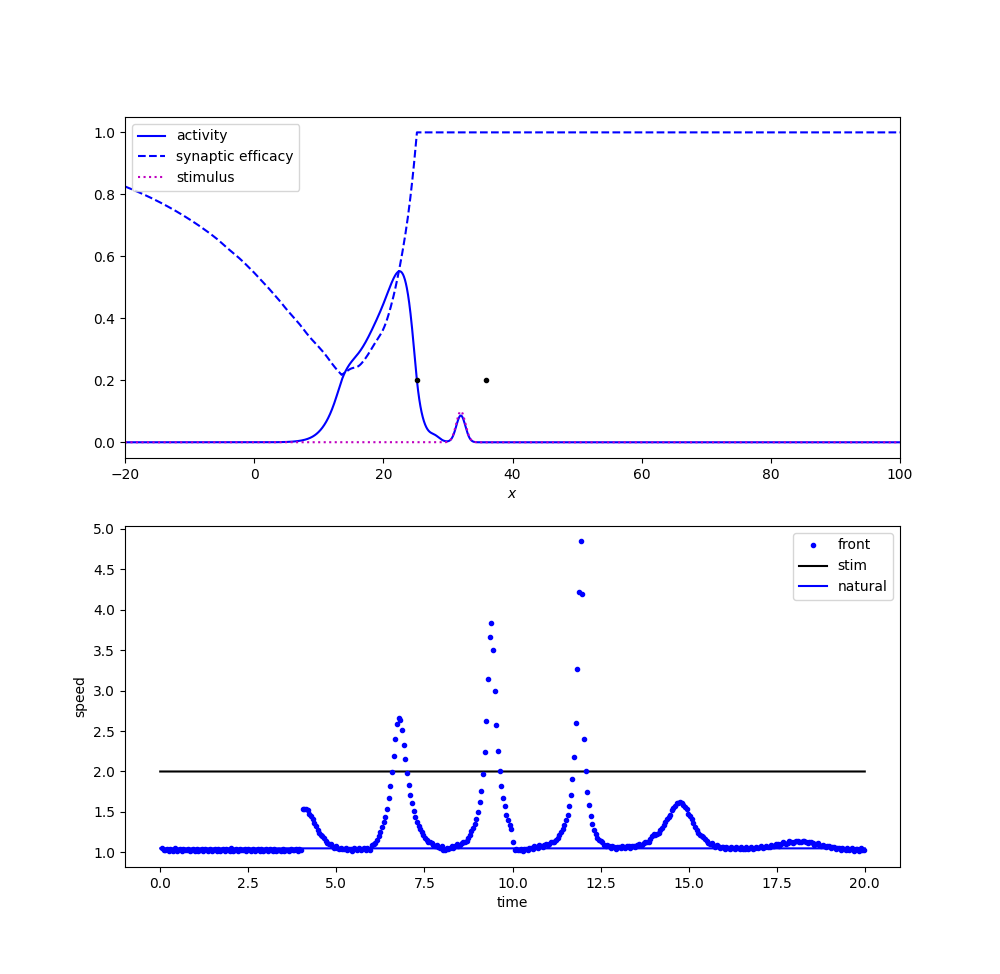 1.0
0.8
0.6
0.4
0.2
0.0
activity
synaptic efficacy
stimulus
−20 0 20 40 60 80 100
x
5.0
4.5
4.0
3.5
3.0
2.5
2.0
1.5
1.0
speed
front
stim
natural
0.0 2.5 5.0 7.5 10.0 12.5 15.0 17.5 20.0
time